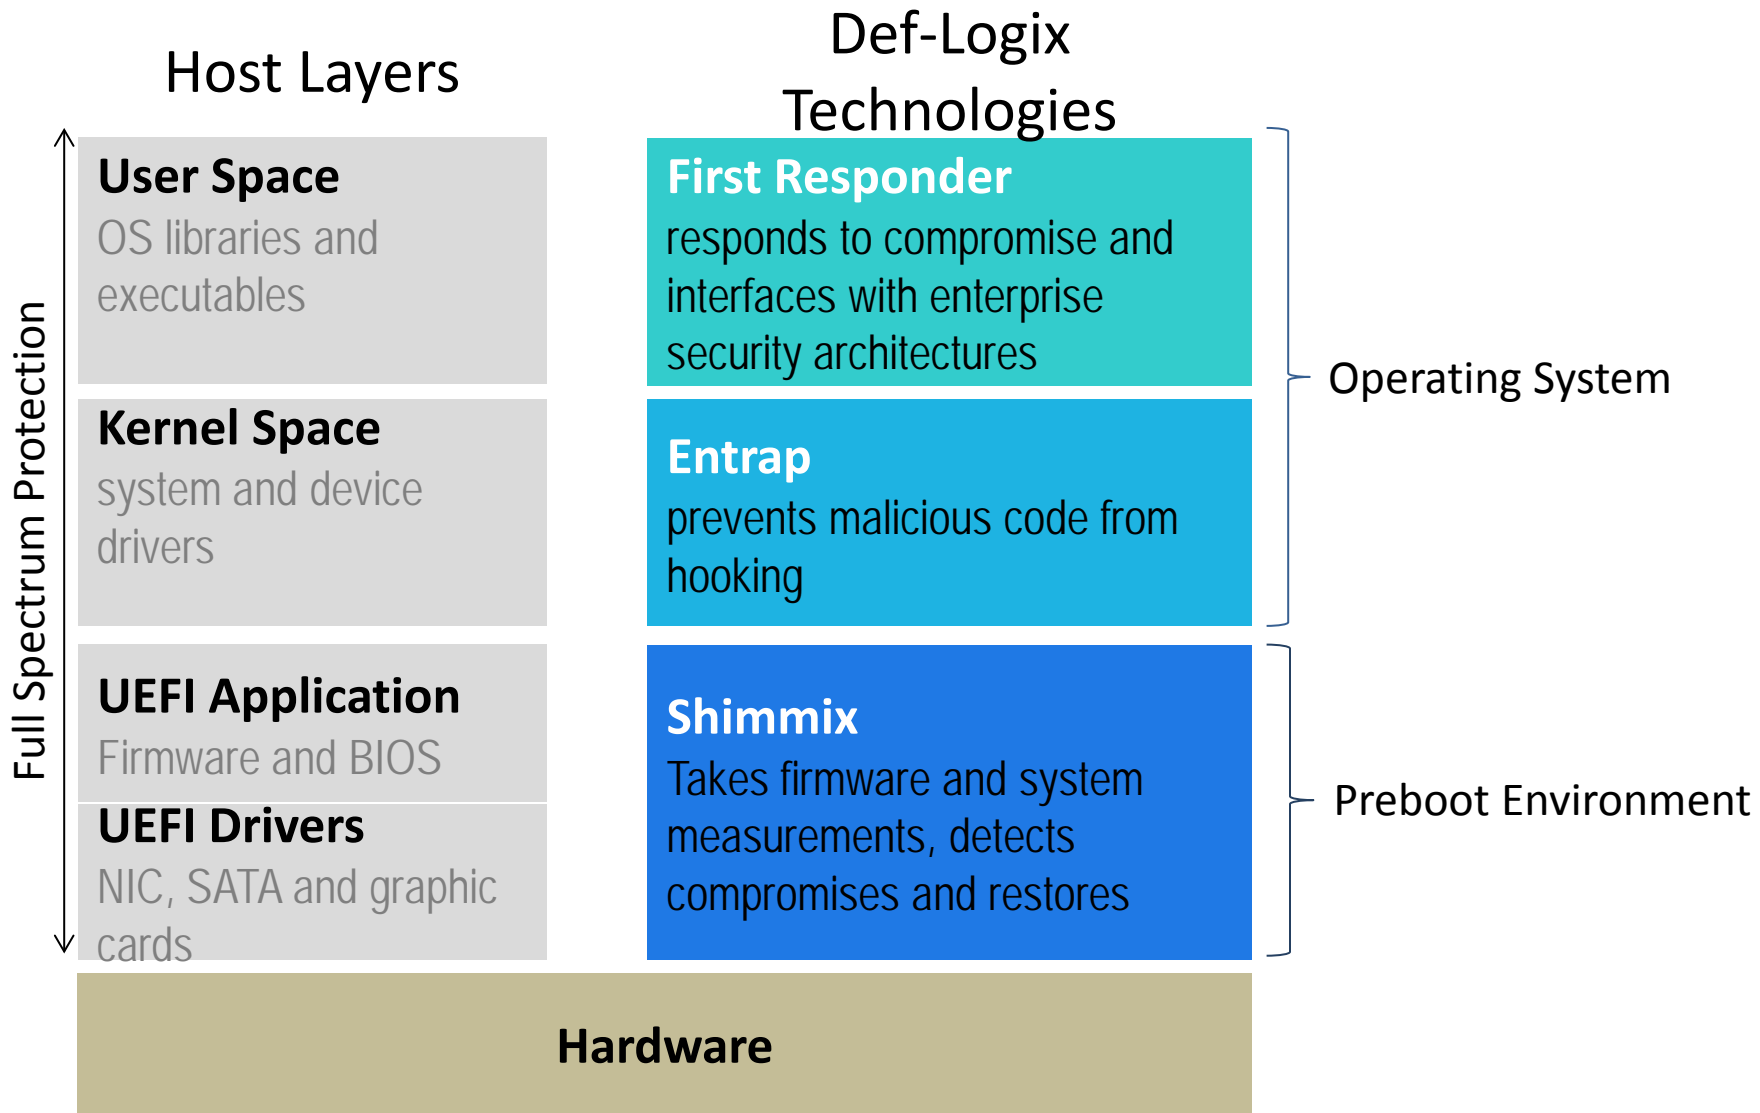 Host Layers
Def-Logix
Technologies
Full Spectrum Protection
User Space
OS libraries and
executables
First Responder
responds to compromise and
interfaces with enterprise
security architectures
Operating System
Kernel Space
system and device
drivers
Entrap
prevents malicious code from
hooking
UEFI Application
Firmware and BIOS
UEFI Drivers
NIC, SATA and graphic
cards
Shimmix
Takes firmware and system
measurements, detects
compromises and restores
Preboot Environment
Hardware